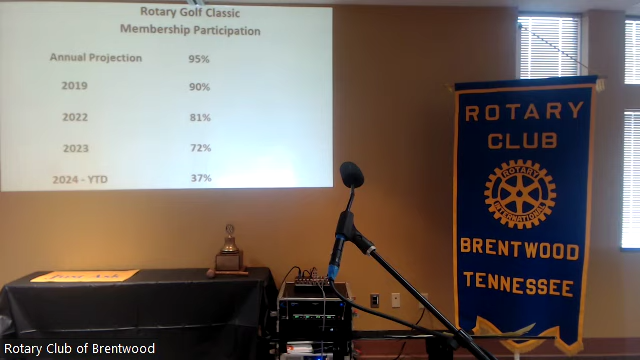 Rotary Golf Classic
Membership Participation
Annual Projection 95%
2019 90%
2022 81%
2023 72%
2024 - YTD 37%
ROTARY
CLUB
ROTARY
INTERNATIONAL
BRENTWOOD
TENNESSEE
Rotary Club of Brentwood